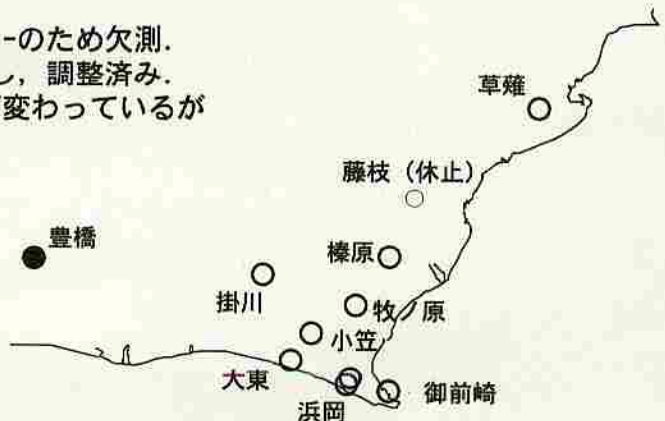 -のため欠測.
し，調整済み.
変わっているが
草薙
藤枝（休止）
豊橋
榛原
掛川
牧ノ原
小笠
大東
御前崎
浜岡